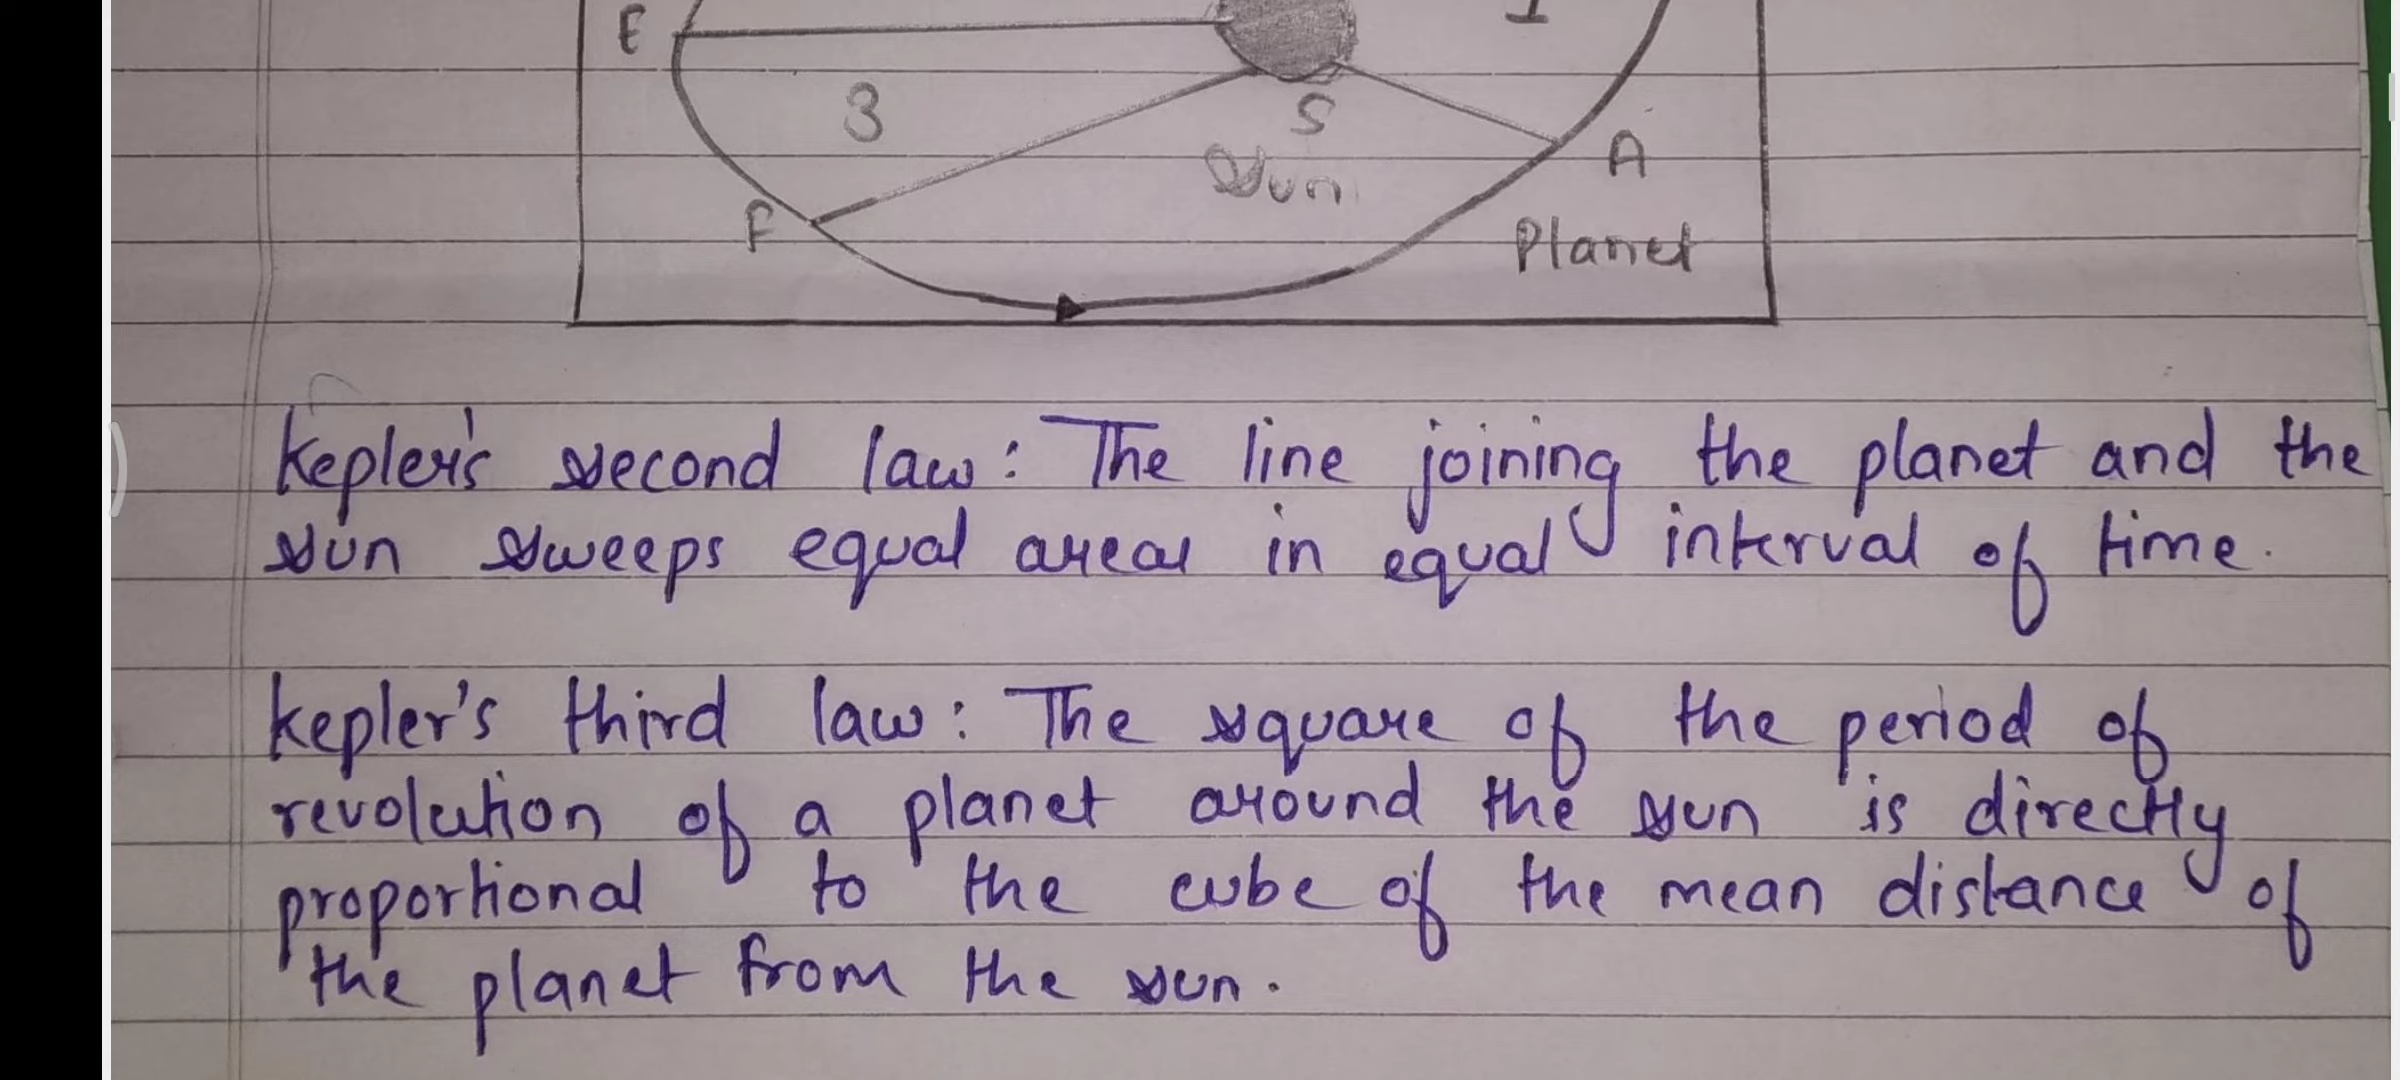 E
3
S
Sun
A
F
Planet
Kepler's second law: The line joining the planet and the
sun sweeps equal areas in equal interval of time.
Kepler's third law: The square of the period of
revolution of a planet around the sun is directly
proportional to the cube of the mean distance of
the planet from the sun.